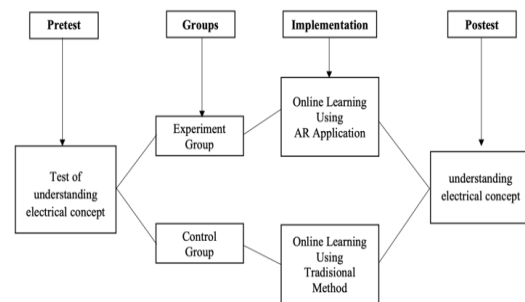 Pretest
Groups
Implementation
Postest
Experiment
Group
Online Learning
Using
AR Application
Test of
understanding
electrical concept
understanding
electrical concept
Control
Group
Online Learning
Using
Tradisional
Method